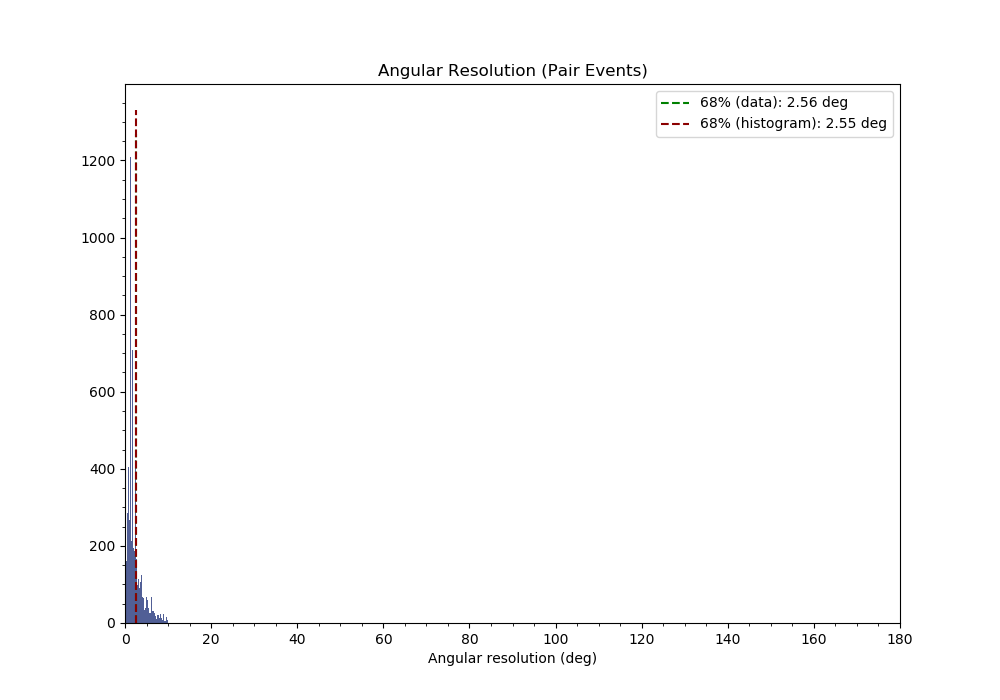 Angular Resolution (Pair Events)
68% (data): 2.56 deg
68% (histogram): 2.55 deg
1200
1000
800
600
400
200
0
0 20 40 60 80 100 120 140 160 180
Angular resolution (deg)